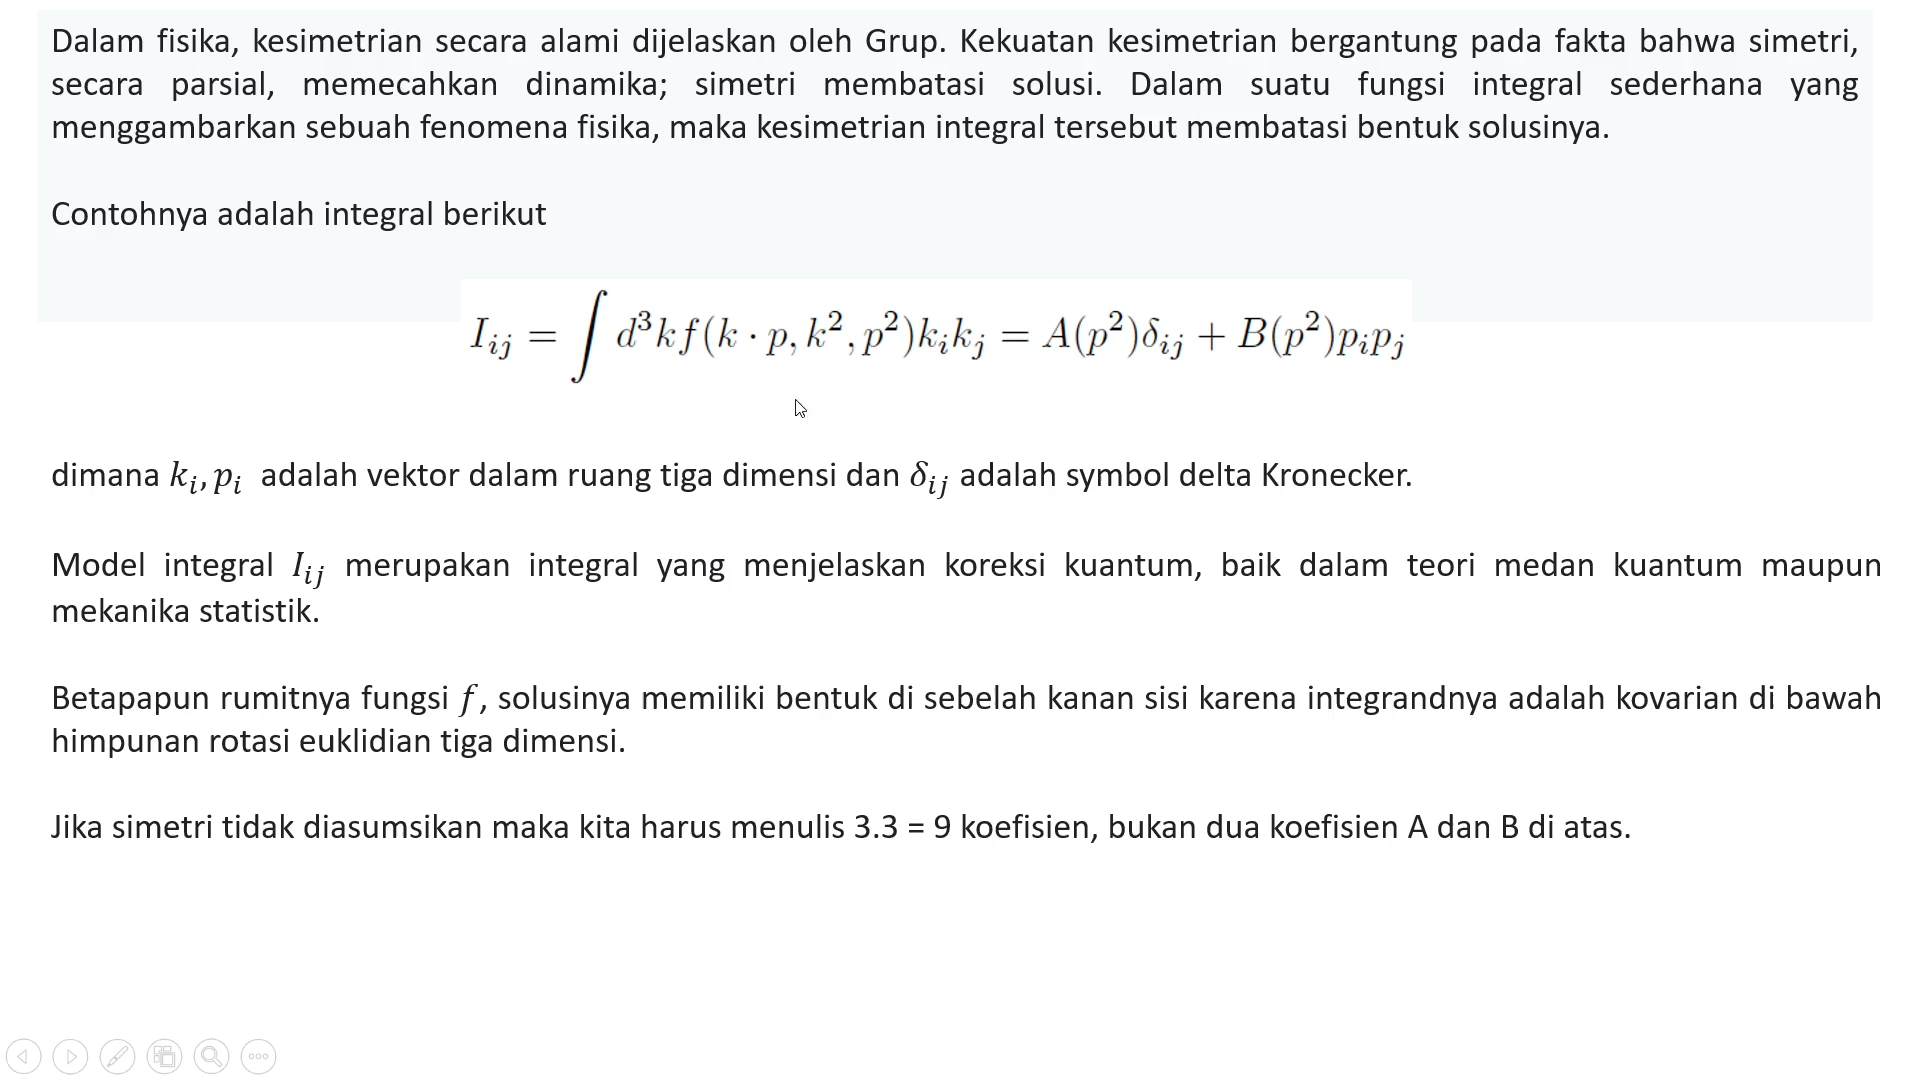 Dalam fisika, kesimetrian secara alami dijelaskan oleh Grup. Kekuatan kesimetrian bergantung pada fakta bahwa simetri,
secara parsial, memecahkan dinamika; simetri membatasi solusi. Dalam suatu fungsi integral sederhana yang
menggambarkan sebuah fenomena fisika, maka kesimetrian integral tersebut membatasi bentuk solusinya.
Contohnya adalah integral berikut
I_{ij} = ∫ d³k f(k · p, k², p²)k_i k_j = A(p²)δ_{ij} + B(p²)p_i p_j
dimana k_i, p_i adalah vektor dalam ruang tiga dimensi dan δ_{ij} adalah symbol delta Kronecker.
Model integral I_{ij} merupakan integral yang menjelaskan koreksi kuantum, baik dalam teori medan kuantum maupun
mekanika statistik.
Betapapun rumitnya fungsi f, solusinya memiliki bentuk di sebelah kanan sisi karena integrandnya adalah kovarian di bawah
himpunan rotasi euklidian tiga dimensi.
Jika simetri tidak diasumsikan maka kita harus menulis 3.3 = 9 koefisien, bukan dua koefisien A dan B di atas.